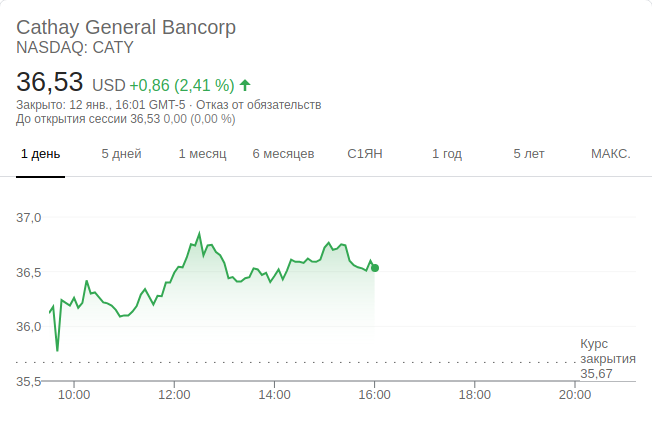 Cathay General Bancorp
NASDAQ: CATY
36,53 USD +0,86 (2,41 %)
Закрыто: 12 янв., 16:01 GMT-5 · Отказ от обязательств
До открытия сессии 36,53 0,00 (0,00 %)
1 день 5 дней 1 месяц 6 месяцев С1ЯН 1 год 5 лет МАКС.
37,0
36,5
36,0
Курс
закрытия
35,67
35,5
10:00 12:00 14:00 16:00 18:00 20:00